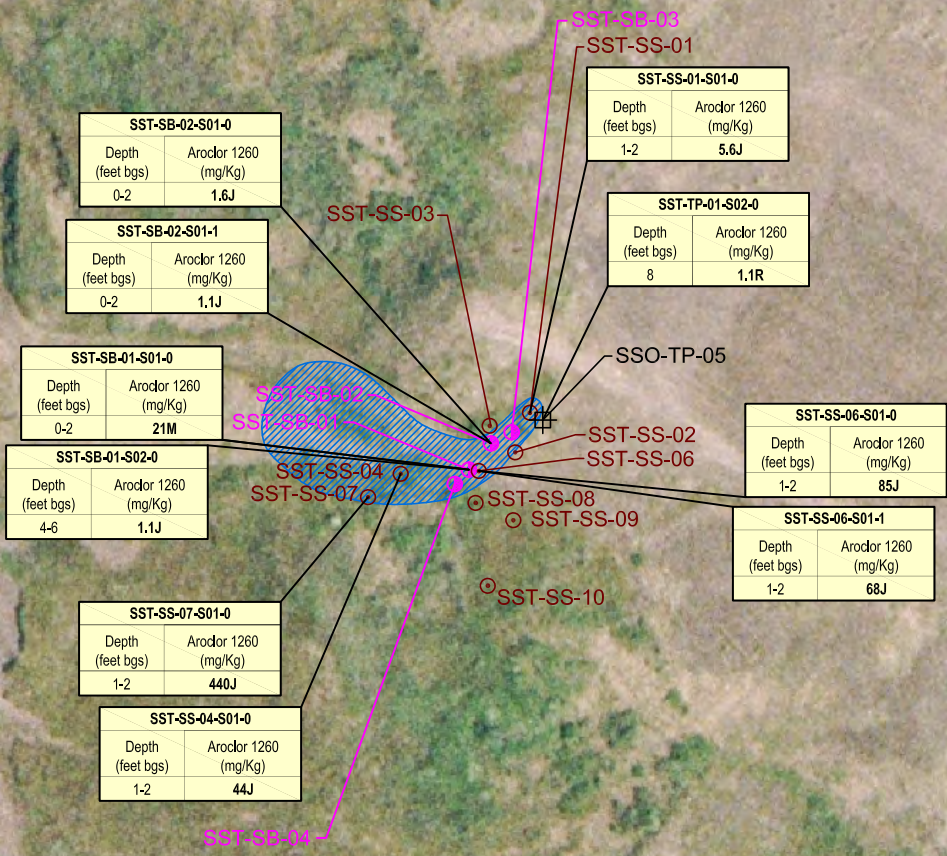 SST-SB-03
SST-SS-01
SST-SS-01-S01-0
Depth (feet bgs) Aroclor 1260 (mg/Kg)
1-2 5.6J
SST-SB-02-S01-0
Depth (feet bgs) Aroclor 1260 (mg/Kg)
0-2 1.6J
SST-SS-03
SST-TP-01-S02-0
Depth (feet bgs) Aroclor 1260 (mg/Kg)
8 1.1R
SST-SB-02-S01-1
Depth (feet bgs) Aroclor 1260 (mg/Kg)
0-2 1.1J
SSO-TP-05
SST-SB-01-S01-0
Depth (feet bgs) Aroclor 1260 (mg/Kg)
0-2 21M
SST-SB-02
SST-SB-01
SST-SS-02
SST-SS-06
SST-SS-06-S01-0
Depth (feet bgs) Aroclor 1260 (mg/Kg)
1-2 85J
SST-SB-01-S02-0
Depth (feet bgs) Aroclor 1260 (mg/Kg)
4-6 1.1J
SST-SS-04
SST-SS-07
SST-SS-08
SST-SS-09
SST-SS-06-S01-1
Depth (feet bgs) Aroclor 1260 (mg/Kg)
1-2 68J
SST-SS-10
SST-SS-07-S01-0
Depth (feet bgs) Aroclor 1260 (mg/Kg)
1-2 440J
SST-SS-04-S01-0
Depth (feet bgs) Aroclor 1260 (mg/Kg)
1-2 44J
SST-SB-04